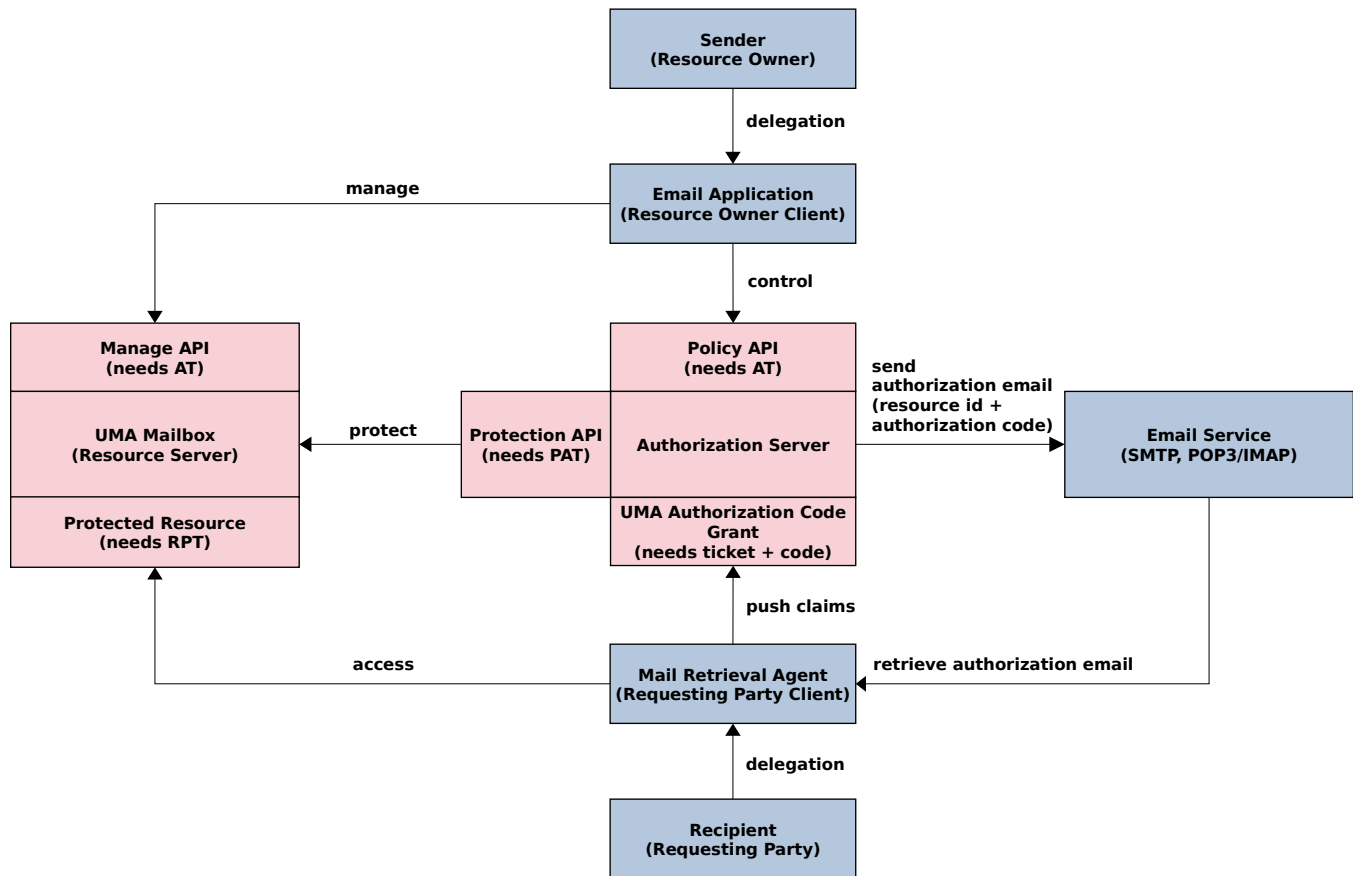 Sender
(Resource Owner)
delegation
manage
Email Application
(Resource Owner Client)
control
Manage API
(needs AT)
Policy API
(needs AT)
send
authorization email
(resource id +
authorization code)
UMA Mailbox
(Resource Server)
protect
Protection API
(needs PAT)
Authorization Server
Email Service
(SMTP, POP3/IMAP)
Protected Resource
(needs RPT)
UMA Authorization Code
Grant
(needs ticket + code)
push claims
access
Mail Retrieval Agent
(Requesting Party Client)
retrieve authorization email
delegation
Recipient
(Requesting Party)